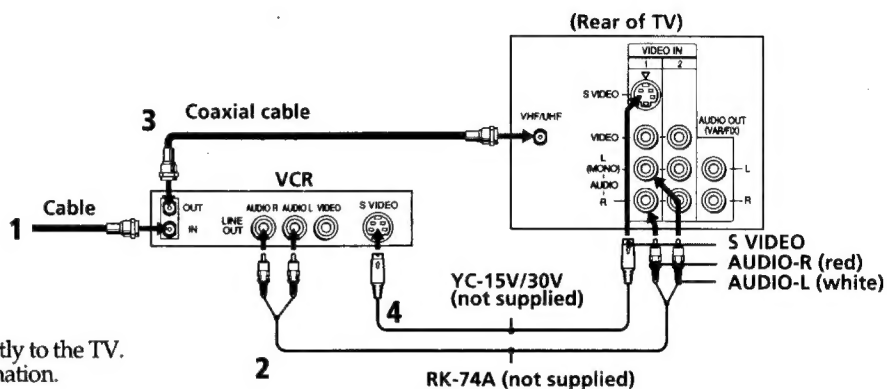 (Rear of TV)
VIDEO IN
1 2
S VIDEO
VHF/UHF
VIDEO
AUDIO OUT
(VAR/FIX)
L
(MONO)
AUDIO
R
L
R
3 Coaxial cable
VCR
1 Cable
OUT
IN
LINE
OUT
AUDIO R AUDIO L VIDEO
S VIDEO
S VIDEO
AUDIO-R (red)
AUDIO-L (white)
YC-15V/30V
(not supplied)
4
2
RK-74A (not supplied)
tly to the TV.
nation.